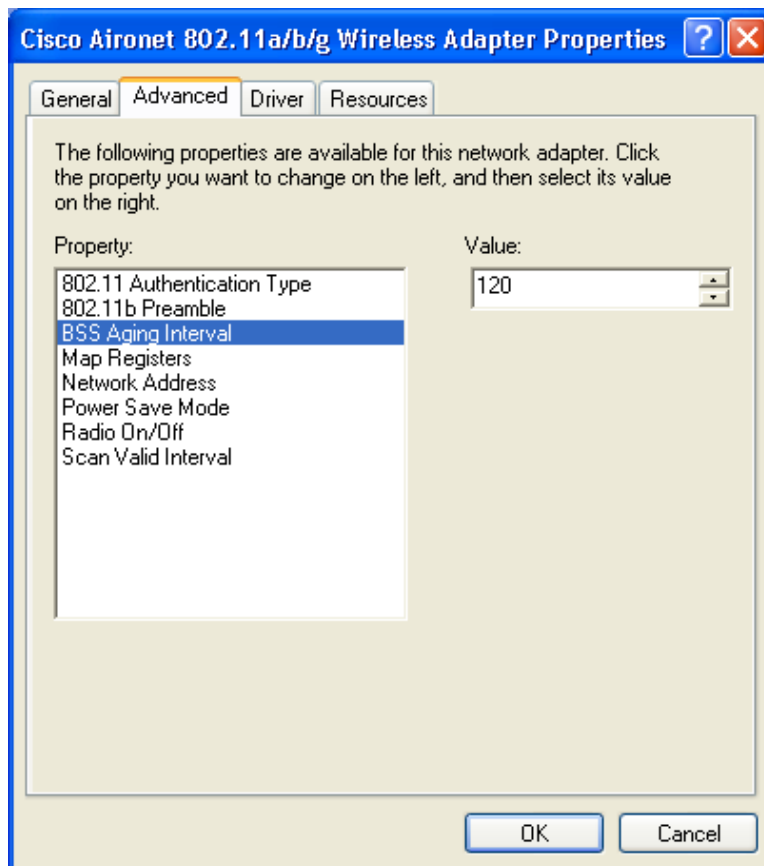 Cisco Aironet 802.11a/b/g Wireless Adapter Properties ?
General Advanced Driver Resources
The following properties are available for this network adapter. Click
the property you want to change on the left, and then select its value
on the right.
Property: Value:
802.11 Authentication Type 120
802.11b Preamble
BSS Aging Interval
Map Registers
Network Address
Power Save Mode
Radio On/Off
Scan Valid Interval
OK Cancel